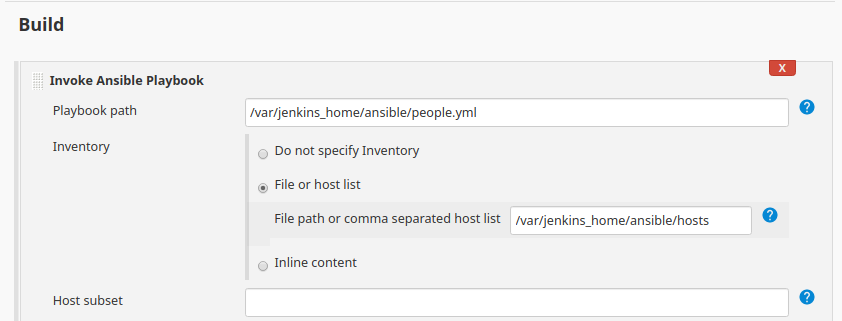 Build
Invoke Ansible Playbook
X
Playbook path
/var/jenkins_home/ansible/people.yml
?
Inventory
Do not specify Inventory
File or host list
File path or comma separated host list
/var/jenkins_home/ansible/hosts
?
Inline content
Host subset
?